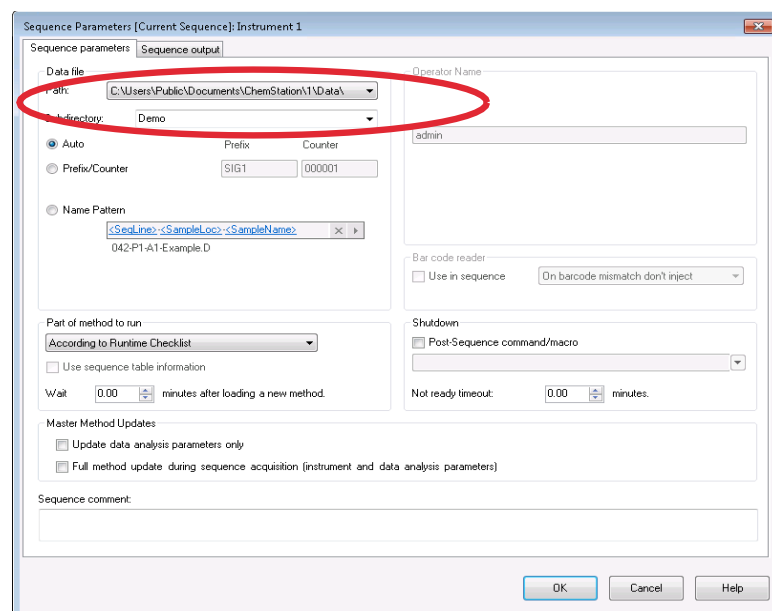 Sequence Parameters [Current Sequence]: Instrument 1
Sequence parameters
Sequence output
Data file
Path:
C:\Users\Public\Documents\ChemStation\1\Data\
Subdirectory:
Demo
Auto
Prefix
Counter
Prefix/Counter
SIG1
000001
Name Pattern
<SeqLine>-<SampleLoc>-<SampleName>
042-P1-A1-Example.D
Operator Name
admin
Bar code reader
Use in sequence
On barcode mismatch don't inject
Part of method to run
According to Runtime Checklist
Use sequence table information
Wait 0.00 minutes after loading a new method.
Shutdown
Post-Sequence command/macro
Not ready timeout: 0.00 minutes.
Master Method Updates
Update data analysis parameters only
Full method update during sequence acquisition (instrument and data analysis parameters)
Sequence comment:
OK
Cancel
Help